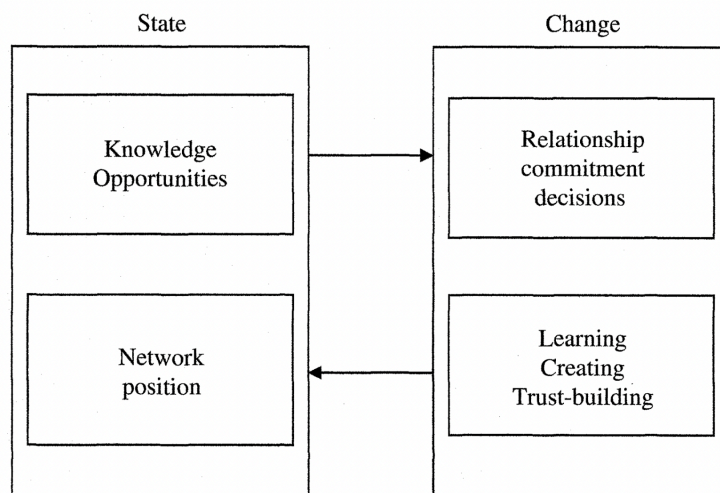 State
Change
Knowledge
Opportunities
Relationship
commitment
decisions
Network
position
Learning
Creating
Trust-building